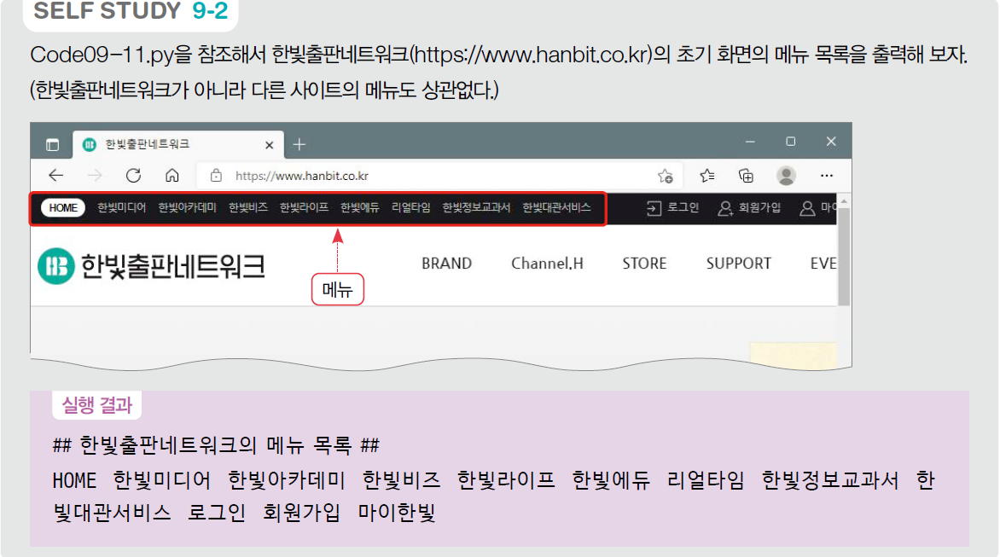 SELF STUDY 9-2
Code09-11.py을 참조해서 한빛출판네트워크(https://www.hanbit.co.kr)의 초기 화면의 메뉴 목록을 출력해 보자.
(한빛출판네트워크가 아니라 다른 사이트의 메뉴도 상관없다.)
한빛출판네트워크
https://www.hanbit.co.kr
HOME 한빛미디어 한빛아카데미 한빛비즈 한빛라이프 한빛에듀 리얼타임 한빛정보교과서 한빛대관서비스 로그인 회원가입 마이
한빛출판네트워크 BRAND Channel.H STORE SUPPORT EVE
메뉴
실행 결과
## 한빛출판네트워크의 메뉴 목록 ##
HOME 한빛미디어 한빛아카데미 한빛비즈 한빛라이프 한빛에듀 리얼타임 한빛정보교과서 한
빛대관서비스 로그인 회원가입 마이한빛